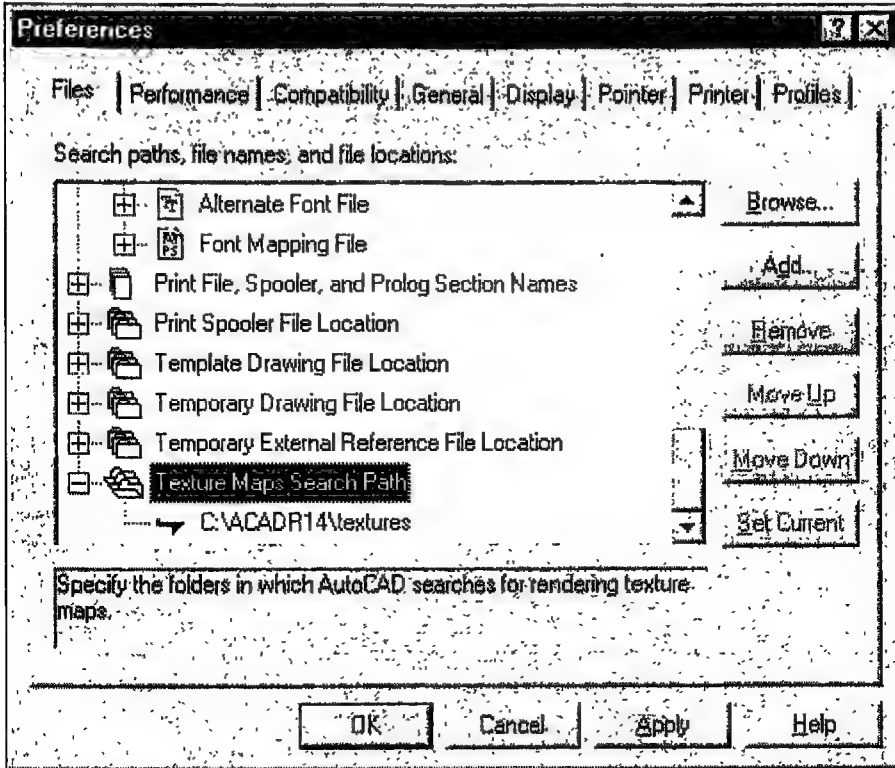 Preferences
Files Performance Compatibility General Display Pointer Printer Profiles
Search paths, file names, and file locations:
Alternate Font File
Font Mapping File
Print File, Spooler, and Prolog Section Names
Print Spooler File Location
Template Drawing File Location
Temporary Drawing File Location
Temporary External Reference File Location
Texture Maps Search Path
C:\ACADR14\textures
Browse...
Add...
Remove
Move Up
Move Down
Set Current
Specify the folders in which AutoCAD searches for rendering texture
maps.
OK Cancel Apply Help